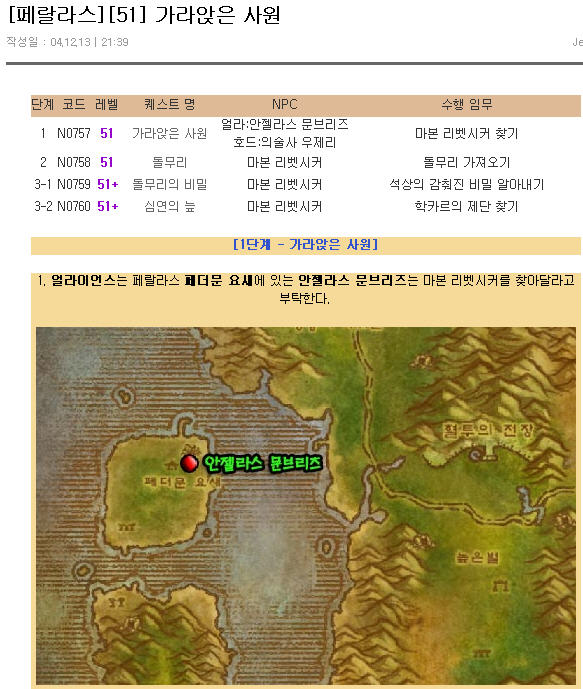 [페랄라스][51] 가라앉은 사원
작성일 : 04,12,13 | 21:39
Je
단계 코드 레벨 퀘스트 명 NPC 수행 임무
1 N0757 51 가라앉은 사원 얼라:안젤라스 문브리즈 호드:의술사 우제리 마본 리벳시커 찾기
2 N0758 51 돌무리 마본 리벳시커 돌무리 가져오기
3-1 N0759 51+ 돌무리의 비밀 마본 리벳시커 석상의 감춰진 비밀 알아내기
3-2 N0760 51+ 심연의 늪 마본 리벳시커 학카르의 제단 찾기
[1단계 - 가라앉은 사원]
1. 얼라이언스는 페랄라스 페더문 요새에 있는 안젤라스 문브리즈는 마본 리벳시커를 찾아달라고
부탁한다.
혈투의 전장
안젤라스 문브리즈
페더문 요새
높은벌